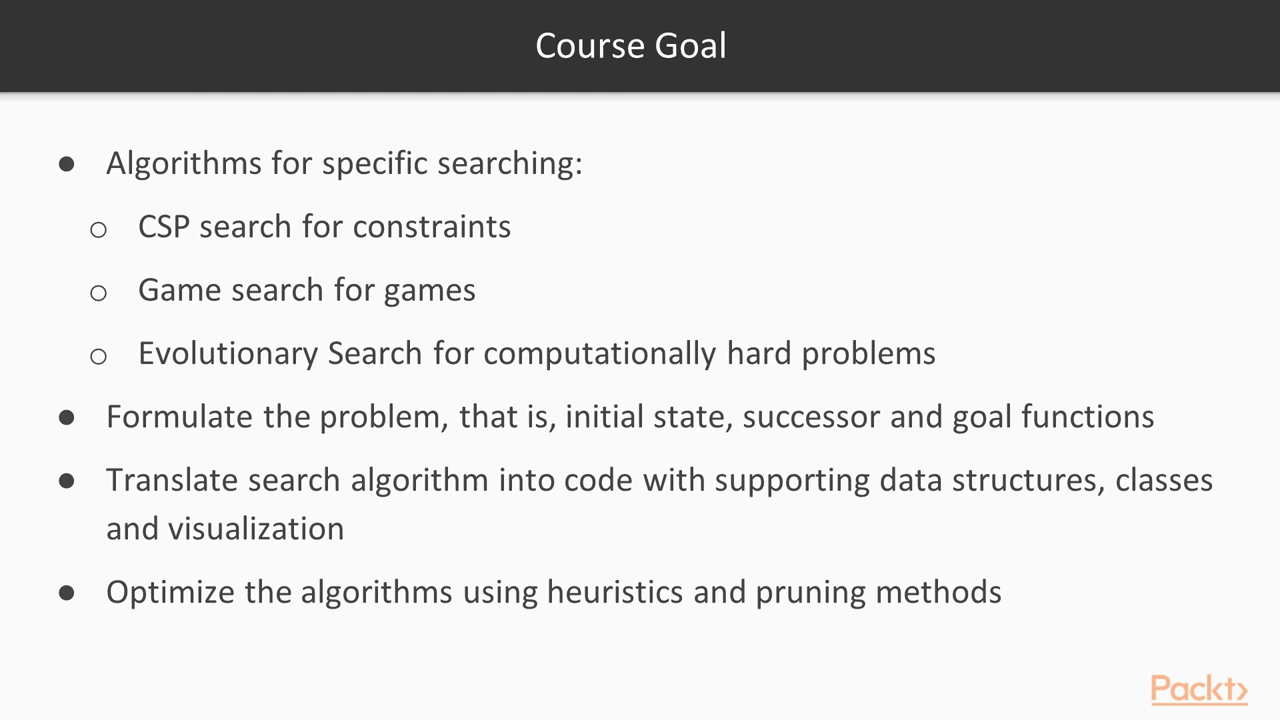 Course Goal
● Algorithms for specific searching:
○ CSP search for constraints
○ Game search for games
○ Evolutionary Search for computationally hard problems
● Formulate the problem, that is, initial state, successor and goal functions
● Translate search algorithm into code with supporting data structures, classes
and visualization
● Optimize the algorithms using heuristics and pruning methods
Packt>